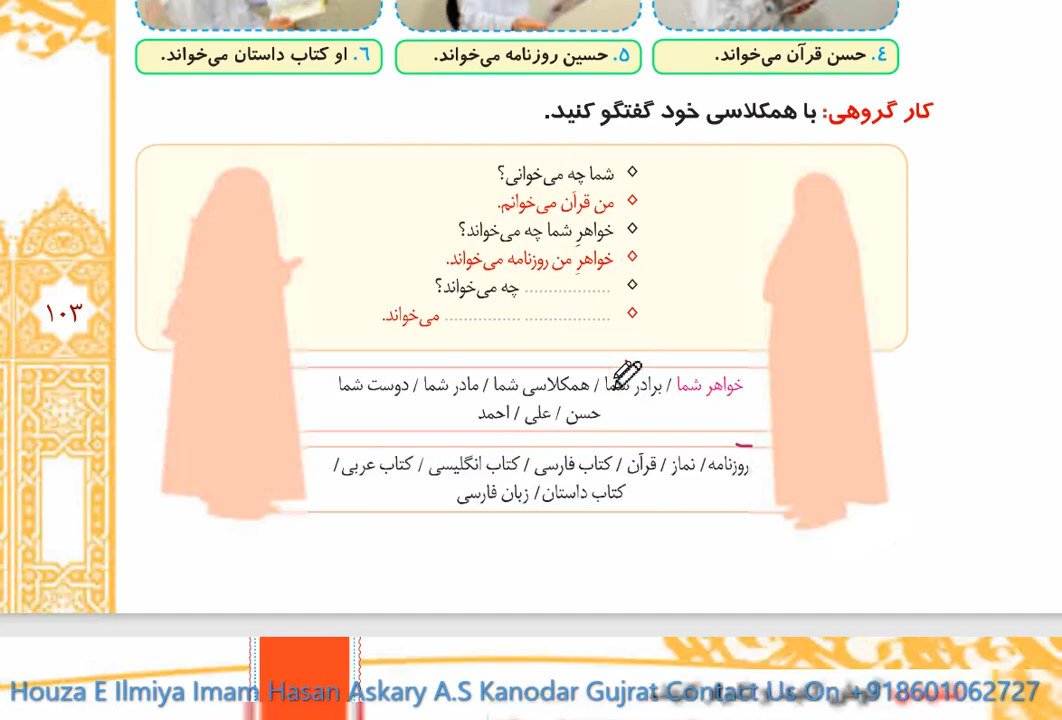 ٤. حسن قرآن می‌خواند.
٥. حسین روزنامه می‌خواند.
٦. او کتاب داستان می‌خواند.
کار گروهی: با همکلاسی خود گفتگو کنید.
◇ شما چه می‌خوانی؟
◇ من قرآن می‌خوانم.
◇ خواهرِ شما چه می‌خواند؟
◇ خواهرِ من روزنامه می‌خواند.
◇ ................. چه می‌خواند؟
◇ ................. ............... می‌خواند.
۱۰۳
خواهر شما / برادر شما / همکلاسی شما / مادر شما / دوست شما
حسن / علی / احمد
روزنامه/ نماز / قرآن / کتاب فارسی / کتاب انگلیسی / کتاب عربی/
کتاب داستان/ زبان فارسی
Houza E Ilmiya Imam Hasan Askary A.S Kanodar Gujrat Contact Us On +918601062727